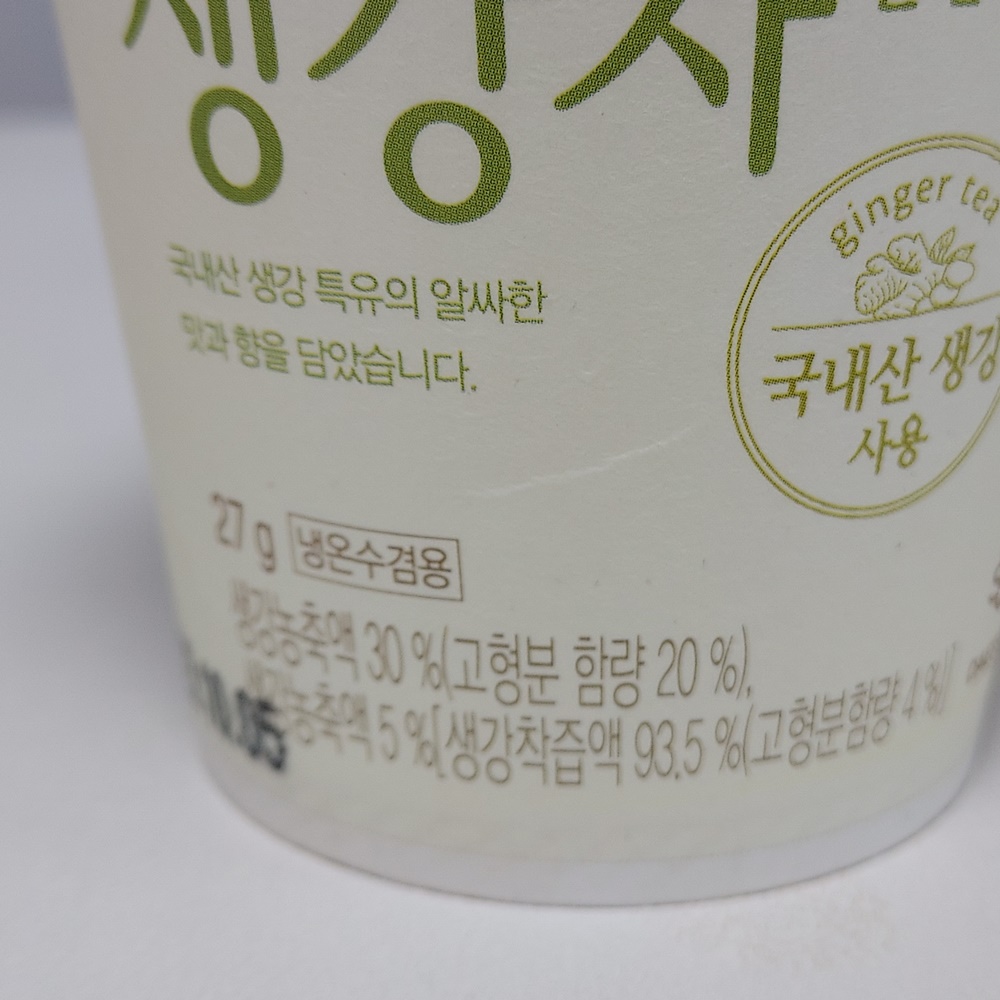 생강차
ginger tea
국내산 생강
사용
국내산 생강 특유의 알싸한
맛과 향을 담았습니다.
27 g 냉온수겸용
생강농축액 30 %(고형분 함량 20 %),
생강농축액 5 %[생강착즙액 93.5 %(고형분함량 4 %)]